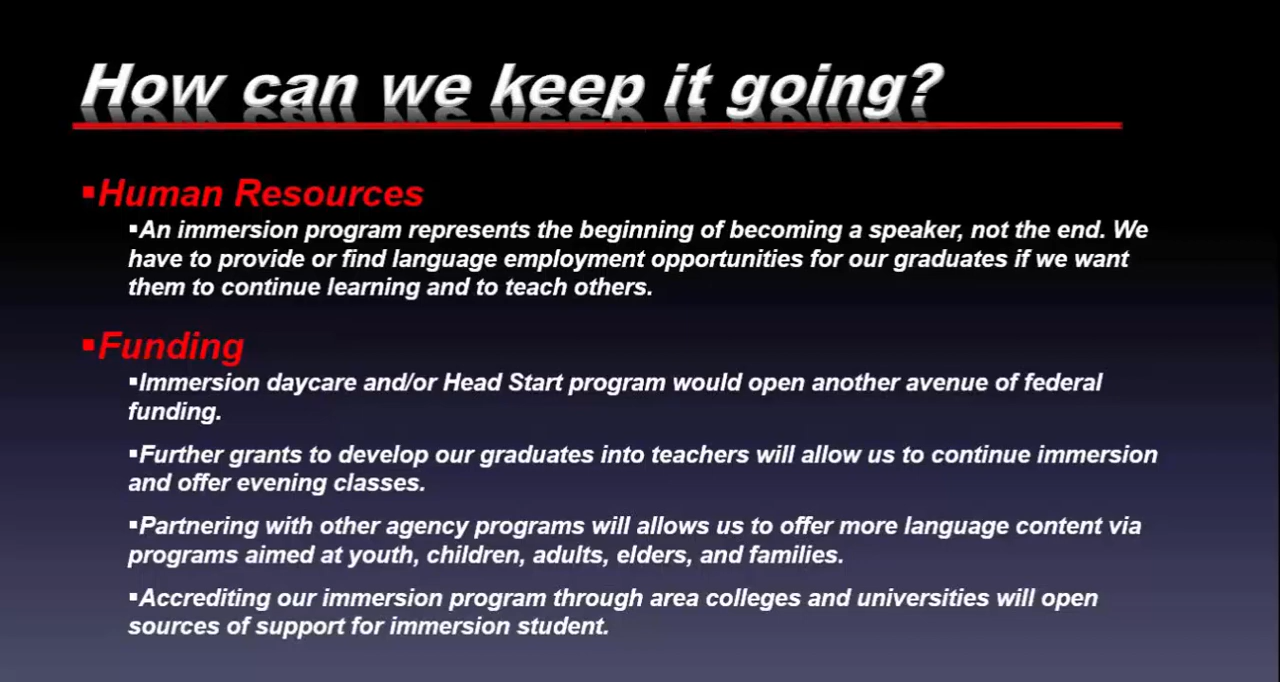 How can we keep it going?
▪Human Resources
▪An immersion program represents the beginning of becoming a speaker, not the end. We
have to provide or find language employment opportunities for our graduates if we want
them to continue learning and to teach others.
▪Funding
▪Immersion daycare and/or Head Start program would open another avenue of federal
funding.
▪Further grants to develop our graduates into teachers will allow us to continue immersion
and offer evening classes.
▪Partnering with other agency programs will allows us to offer more language content via
programs aimed at youth, children, adults, elders, and families.
▪Accrediting our immersion program through area colleges and universities will open
sources of support for immersion student.